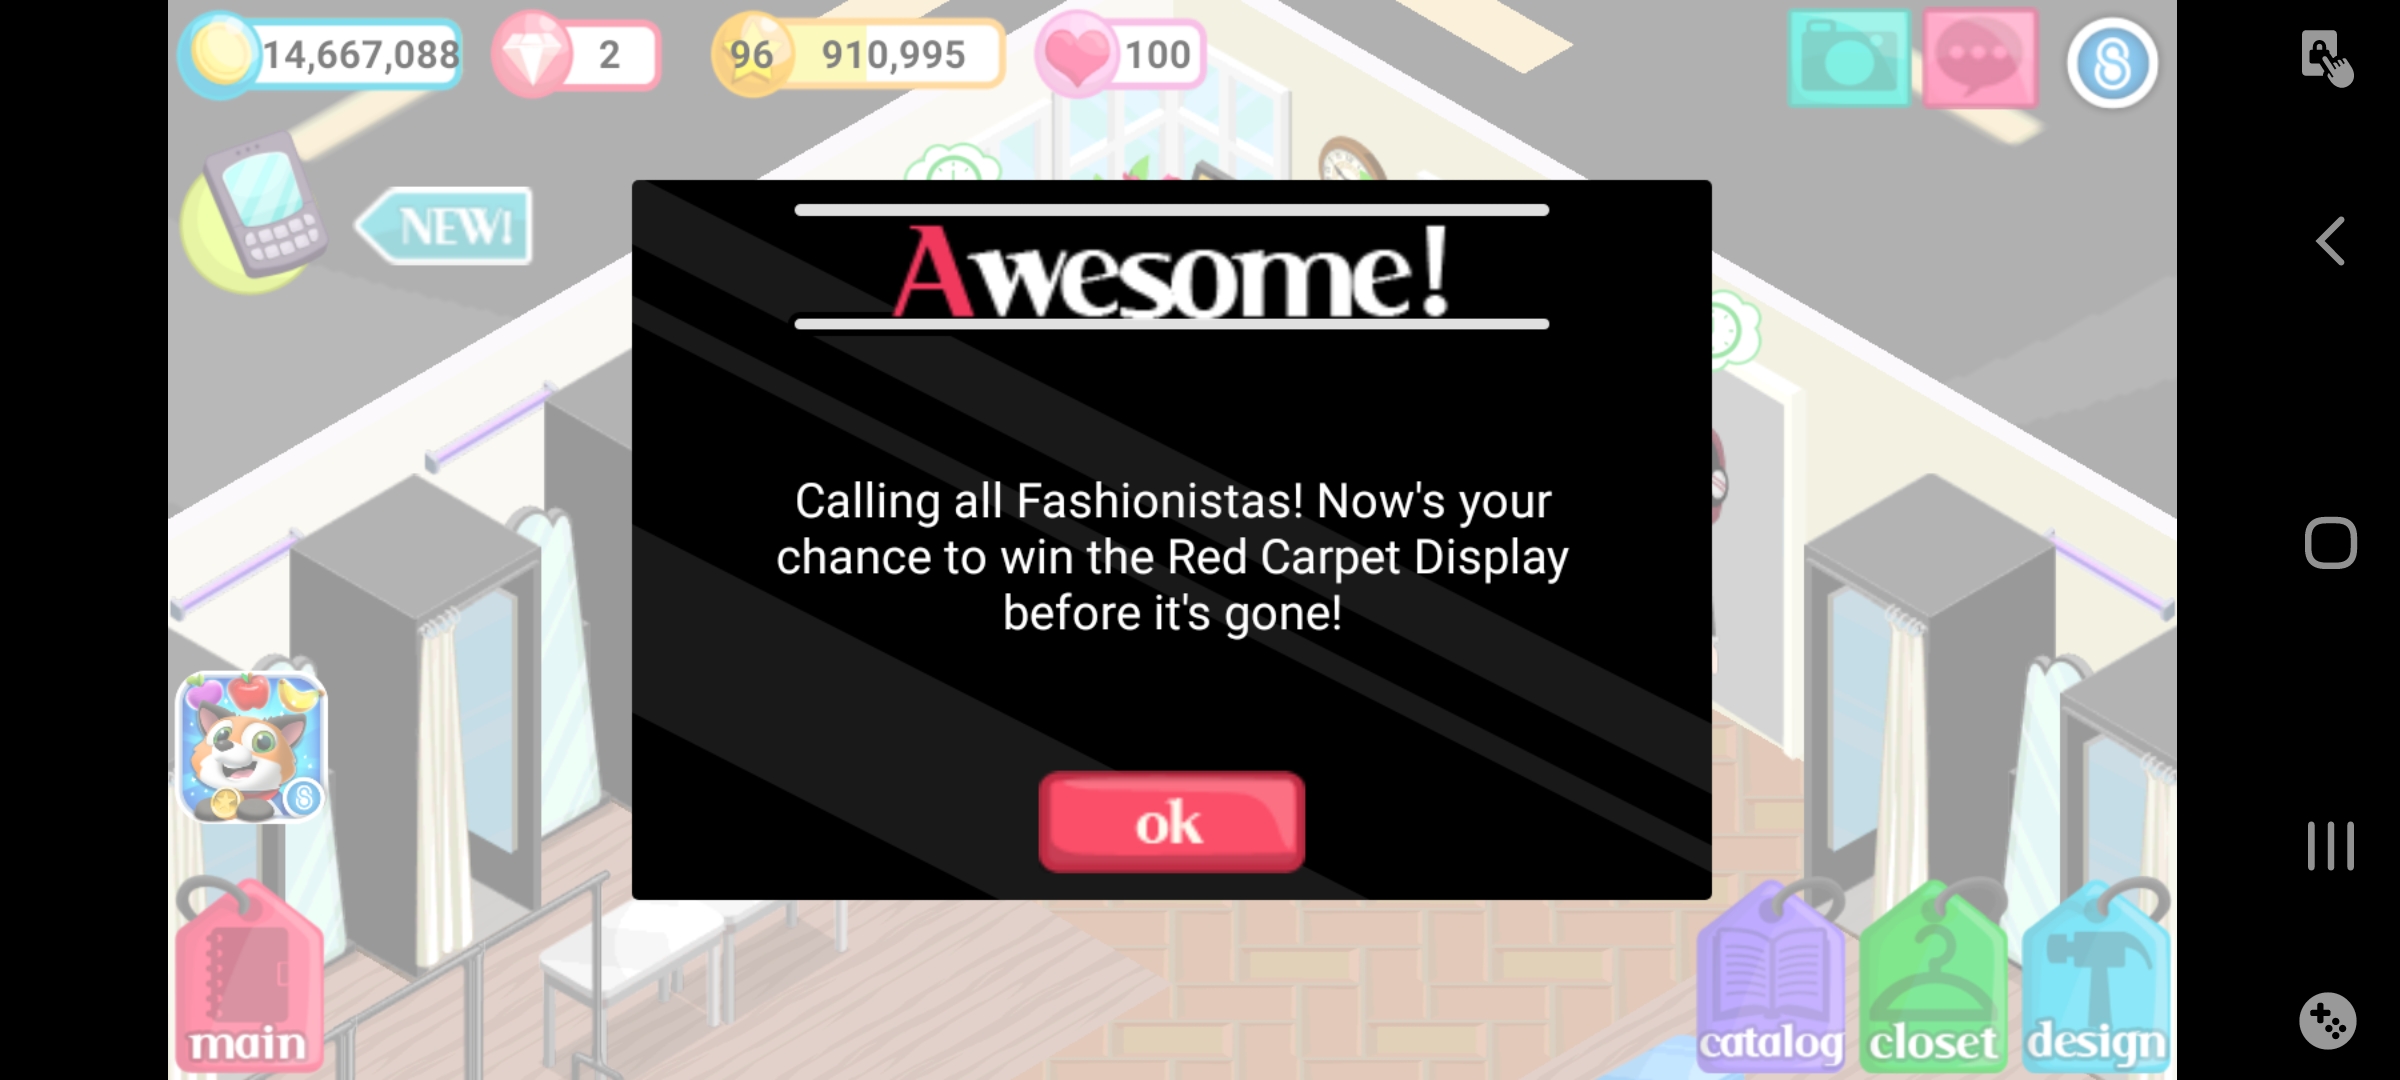 14,667,088 2 96 910,995 100
NEW!
Awesome!
Calling all Fashionistas! Now's your
chance to win the Red Carpet Display
before it's gone!
ok
main catalog closet design